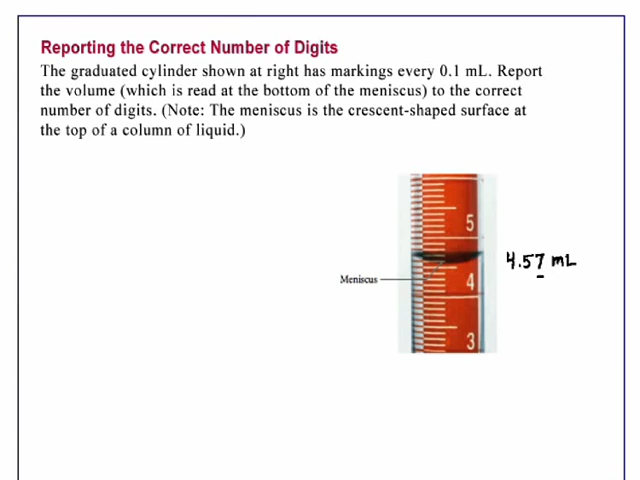 Reporting the Correct Number of Digits
The graduated cylinder shown at right has markings every 0.1 mL. Report
the volume (which is read at the bottom of the meniscus) to the correct
number of digits. (Note: The meniscus is the crescent-shaped surface at
the top of a column of liquid.)
5
4.57 mL
Meniscus
4
3